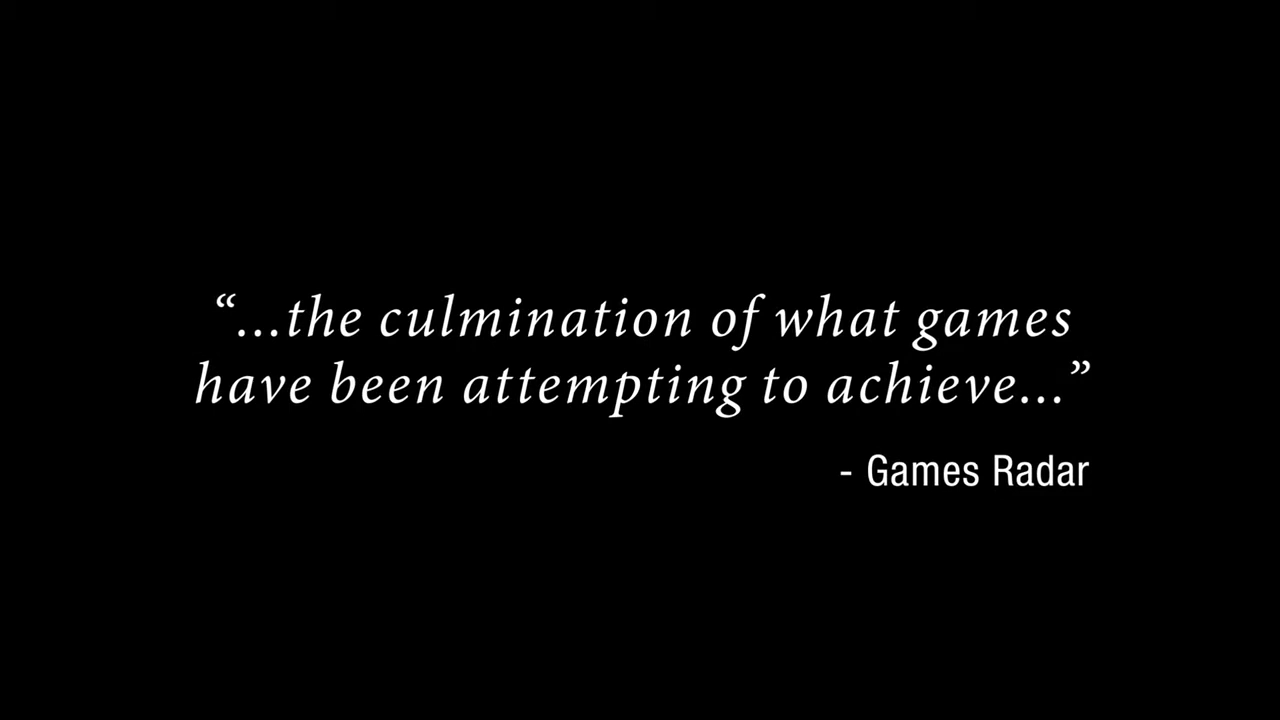 “...the culmination of what games
have been attempting to achieve...”
- Games Radar